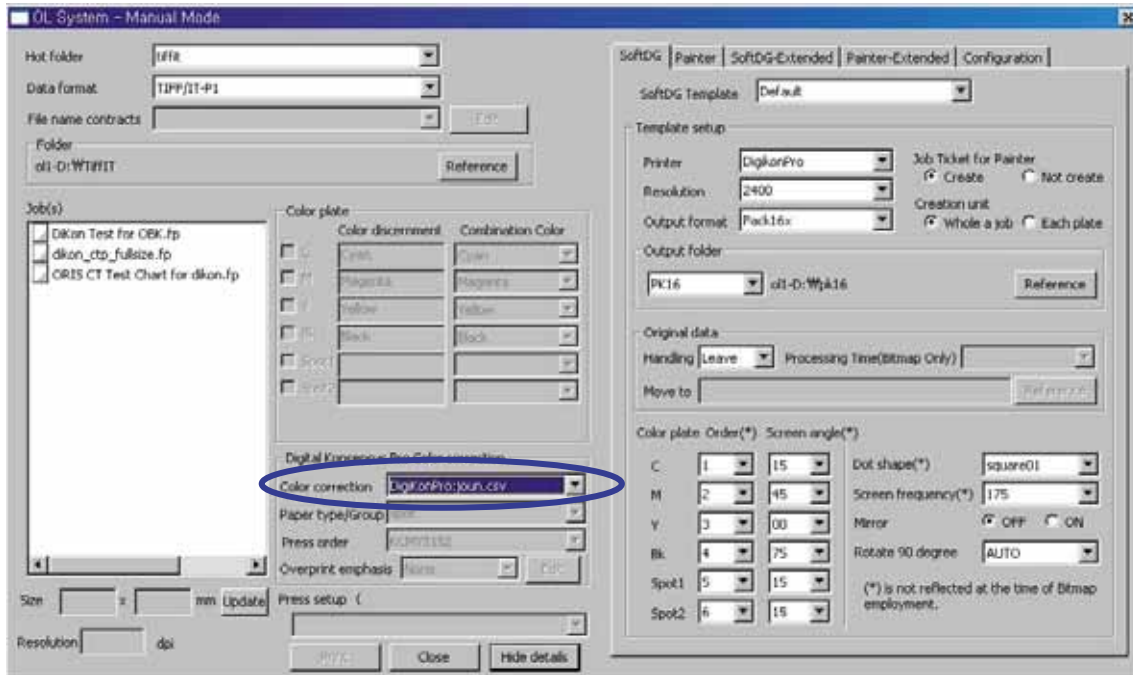 OL System - Manual Mode
Hot folder
tiffit
Data format
TIFF/IT-P1
File name contracts
Edit
Folder
ol1-D:₩TiffIT
Reference
Job(s)
DiKon Test for OBK.fp
dikon_ctp_fullsize.fp
ORIS CT Test Chart for dikon.fp
Color plate
Color discernment Combination Color
C Cyan Cyan
M Magenta Magenta
Y Yellow Yellow
Bk Black Black
Spot1
Spot2
Digital Konsensus Pro Color correction
Color correction DigiKonPro:joun.csv
Paper type/Group
Press order
Overprint emphasis None Edit
Size x mm Update
Resolution dpi
Press setup (
Close
Hide details
SoftDG Painter SoftDG-Extended Painter-Extended Configuration
SoftDG Template Default
Template setup
Printer DigikonPro
Resolution 2400
Output format Pack16x
Job Ticket for Painter
Create Not create
Creation unit
Whole a job Each plate
Output folder
PK16 ol1-D:₩pk16 Reference
Original data
Handling Leave Processing Time(Bitmap Only)
Move to Reference
Color plate Order(*) Screen angle(*)
C 1 15
M 2 45
Y 3 00
Bk 4 75
Spot1 5 15
Spot2 6 15
Dot shape(*) square01
Screen frequency(*) 175
Mirror OFF ON
Rotate 90 degree AUTO
(*) is not reflected at the time of Bitmap
employment.